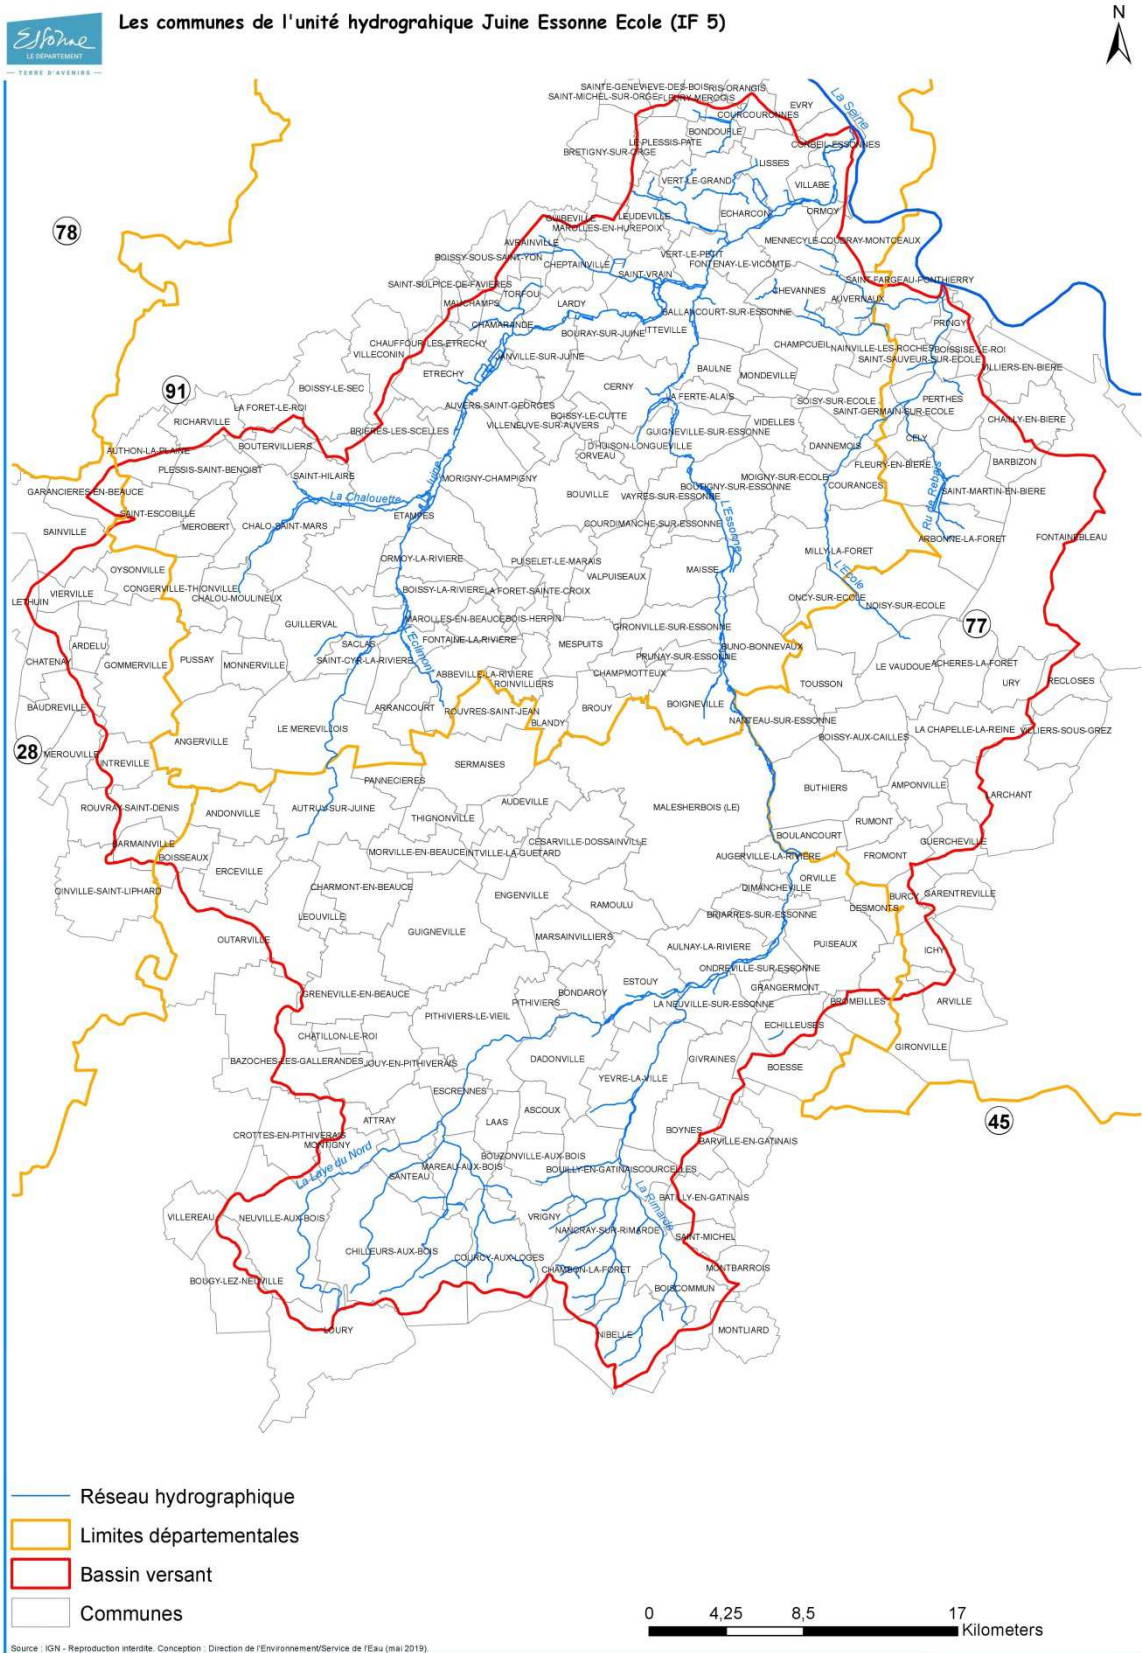 Les communes de l'unité hydrograhique Juine Essonne Ecole (IF 5)
N
Essonne
LE DÉPARTEMENT
TERRE D'AVENIRS
SAINTE-GENEVIEVE-DES-BOIS
RIS-ORANGIS
SAINT-MICHEL-SUR-ORGE
FLEURY-MEROGIS
EVRY
La Seine
COURCOURONNES
BONDOUFLE
LE-PLESSIS-PATE
CORBEIL-ESSONNES
BRETIGNY-SUR-ORGE
LISSES
VERT-LE-GRAND
VILLABE
LEUDEVILLE
ECHARCON
ORMOY
GUIBEVILLE
MAROLLES-EN-HUREPOIX
78
AVRAINVILLE
MENNECY
LE-COUDRAY-MONTCEAUX
BOISSY-SOUS-SAINT-YON
CHEPTAINVILLE
VERT-LE-PETIT
FONTENAY-LE-VICOMTE
SAINT-VRAIN
SAINT-FARGEAU-PONTHIERRY
SAINT-SULPICE-DE-FAVIERES
TORFOU
CHEVANNES
MAUCHAMPS
LARDY
AUVERNAUX
BALLANCOURT-SUR-ESSONNE
CHAMARANDE
PRINGY
BOURAY-SUR-JUINE
ITTEVILLE
CHAUFFOUR-LES-ETRECHY
CHAMPCUEIL
NAINVILLE-LES-ROCHES
BOISSISE-LE-ROI
VILLECONIN
JANVILLE-SUR-JUINE
SAINT-SAUVEUR-SUR-ECOLE
VILLIERS-EN-BIERE
ETRECHY
BAULNE
MONDEVILLE
BOISSY-LE-SEC
CERNY
91
LA FERTE-ALAIS
SOISY-SUR-ECOLE
PERTHES
LA FORET-LE-ROI
AUVERS-SAINT-GEORGES
BOISSY-LE-CUTTE
SAINT-GERMAIN-SUR-ECOLE
RICHARVILLE
VILLENEUVE-SUR-AUVERS
VIDELLES
CHAILLY-EN-BIERE
BRIERES-LES-SCELLES
GUIGNEVILLE-SUR-ESSONNE
CELY
BOUTERVILLIERS
D'HUISON-LONGUEVILLE
DANNEMOIS
AUTHON-LA-PLAINE
ORVEAU
FLEURY-EN-BIERE
BARBIZON
PLESSIS-SAINT-BENOIST
SAINT-HILAIRE
Juine
MORIGNY-CHAMPIGNY
MOIGNY-SUR-ECOLE
BOUTIGNY-SUR-ESSONNE
COURANCES
SAINT-MARTIN-EN-BIERE
GARANCIERES-EN-BEAUCE
La Chalouette
BOUVILLE
VAYRES-SUR-ESSONNE
Ru de Rebais
SAINT-ESCOBILLE
ETAMPES
L'Essonne
MEROBERT
CHALO-SAINT-MARS
COURDIMANCHE-SUR-ESSONNE
SAINVILLE
ARBONNE-LA-FORET
FONTAINEBLEAU
MILLY-LA-FORET
ORMOY-LA-RIVIERE
PUISELET-LE-MARAIS
OYSONVILLE
MAISSE
L'Ecole
VALPUISEAUX
CONGERVILLE-THIONVILLE
BOISSY-LA-RIVIERE
LA FORET-SAINTE-CROIX
VIERVILLE
CHALOU-MOULINEUX
ONCY-SUR-ECOLE
LETHUIN
NOISY-SUR-ECOLE
MAROLLES-EN-BEAUCE
BOIS-HERPIN
GUILLERVAL
GIRONVILLE-SUR-ESSONNE
77
L'Eclimont
FONTAINE-LA-RIVIERE
ARDELU
SACLAS
MESPUITS
BUNO-BONNEVAUX
PRUNAY-SUR-ESSONNE
CHATENAY
GOMMERVILLE
PUSSAY
MONNERVILLE
SAINT-CYR-LA-RIVIERE
LE VAUDOUE
ACHERES-LA-FORET
ABBEVILLE-LA-RIVIERE
CHAMPMOTTEUX
ROINVILLIERS
TOUSSON
URY
RECLOSES
BAUDREVILLE
ARRANCOURT
ROUVRES-SAINT-JEAN
BROUY
BOIGNEVILLE
BLANDY
NANTEAU-SUR-ESSONNE
LE MEREVILLOIS
LA CHAPELLE-LA-REINE
VILLIERS-SOUS-GREZ
BOISSY-AUX-CAILLES
ANGERVILLE
28
MEROUVILLE
INTREVILLE
SERMAISES
PANNECIERES
BUTHIERS
AMPONVILLE
LARCHANT
ROUVRAY-SAINT-DENIS
AUTRUY-SUR-JUINE
AUDEVILLE
MALESHERBOIS (LE)
ANDONVILLE
THIGNONVILLE
RUMONT
BOULANCOURT
BARMAINVILLE
CESARVILLE-DOSSAINVILLE
GUERCHEVILLE
MORVILLE-EN-BEAUCE
INTVILLE-LA-GUETARD
BOISSEAUX
AUGERVILLE-LA-RIVIERE
FROMONT
ERCEVILLE
ORVILLE
OINVILLE-SAINT-LIPHARD
CHARMONT-EN-BEAUCE
DIMANCHEVILLE
ENGENVILLE
BURCY
GARENTREVILLE
RAMOULU
DESMONTS
LEOUVILLE
BRIARRES-SUR-ESSONNE
GUIGNEVILLE
MARSAINVILLIERS
OUTARVILLE
PUISEAUX
AULNAY-LA-RIVIERE
ICHY
ONDREVILLE-SUR-ESSONNE
ESTOUY
GRANGERMONT
GRENEVILLE-EN-BEAUCE
BONDAROY
PITHIVIERS
LA NEUVILLE-SUR-ESSONNE
BROMEILLES
ARVILLE
PITHIVIERS-LE-VIEIL
ECHILLEUSES
CHATILLON-LE-ROI
GIRONVILLE
BAZOCHES-LES-GALLERANDES
JOUY-EN-PITHIVERAIS
DADONVILLE
GIVRAINES
BOESSE
YEVRE-LA-VILLE
ESCRENNES
ASCOUX
45
ATTRAY
LAAS
BOYNES
CROTTES-EN-PITHIVERAIS
MONTIGNY
BARVILLE-EN-GATINAIS
La Laye du Nord
BOUZONVILLE-AUX-BOIS
MAREAU-AUX-BOIS
BOUILLY-EN-GATINAIS
COURCELLES
SANTEAU
La Rimarde
BATILLY-EN-GATINAIS
VILLEREAU
NEUVILLE-AUX-BOIS
VRIGNY
NANCRAY-SUR-RIMARDE
SAINT-MICHEL
CHILLEURS-AUX-BOIS
COURCY-AUX-LOGES
CHAMBON-LA-FORET
MONTBARROIS
BOUGY-LEZ-NEUVILLE
BOISCOMMUN
LOURY
NIBELLE
MONTLIARD
Réseau hydrographique
Limites départementales
Bassin versant
Communes
0 4,25 8,5 17
Kilometers
Source : IGN - Reproduction interdite. Conception : Direction de l'Environnement/Service de l'Eau (mai 2019).